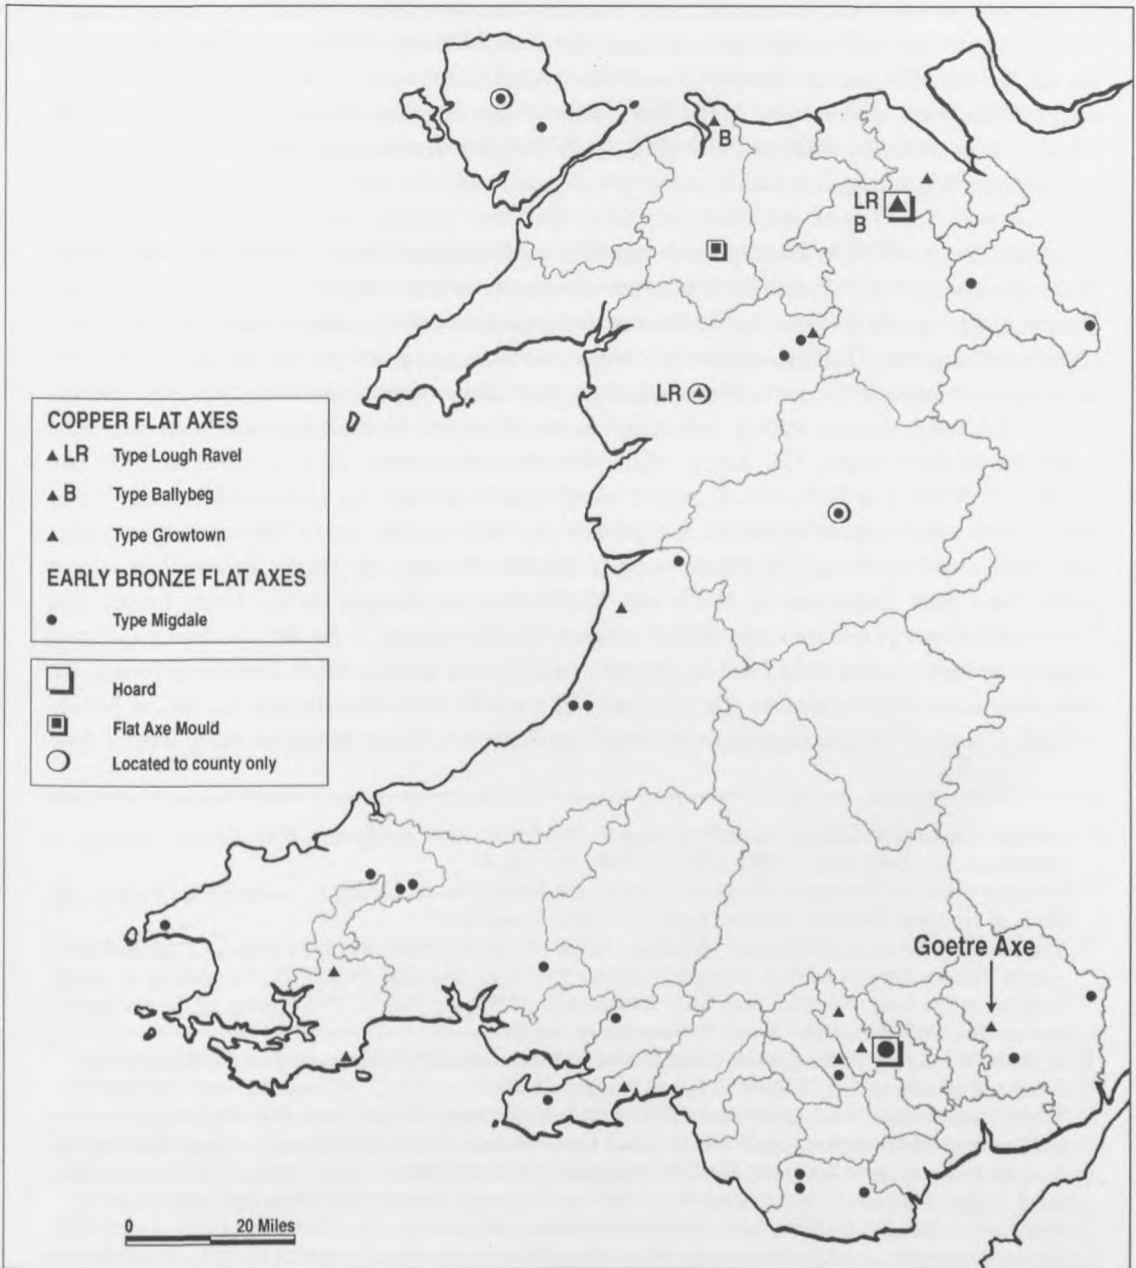 B
LR
B
LR
COPPER FLAT AXES
LR Type Lough Ravel
B Type Ballybeg
Type Growtown
EARLY BRONZE FLAT AXES
Type Migdale
Hoard
Flat Axe Mould
Located to county only
Goetre Axe
0 20 Miles